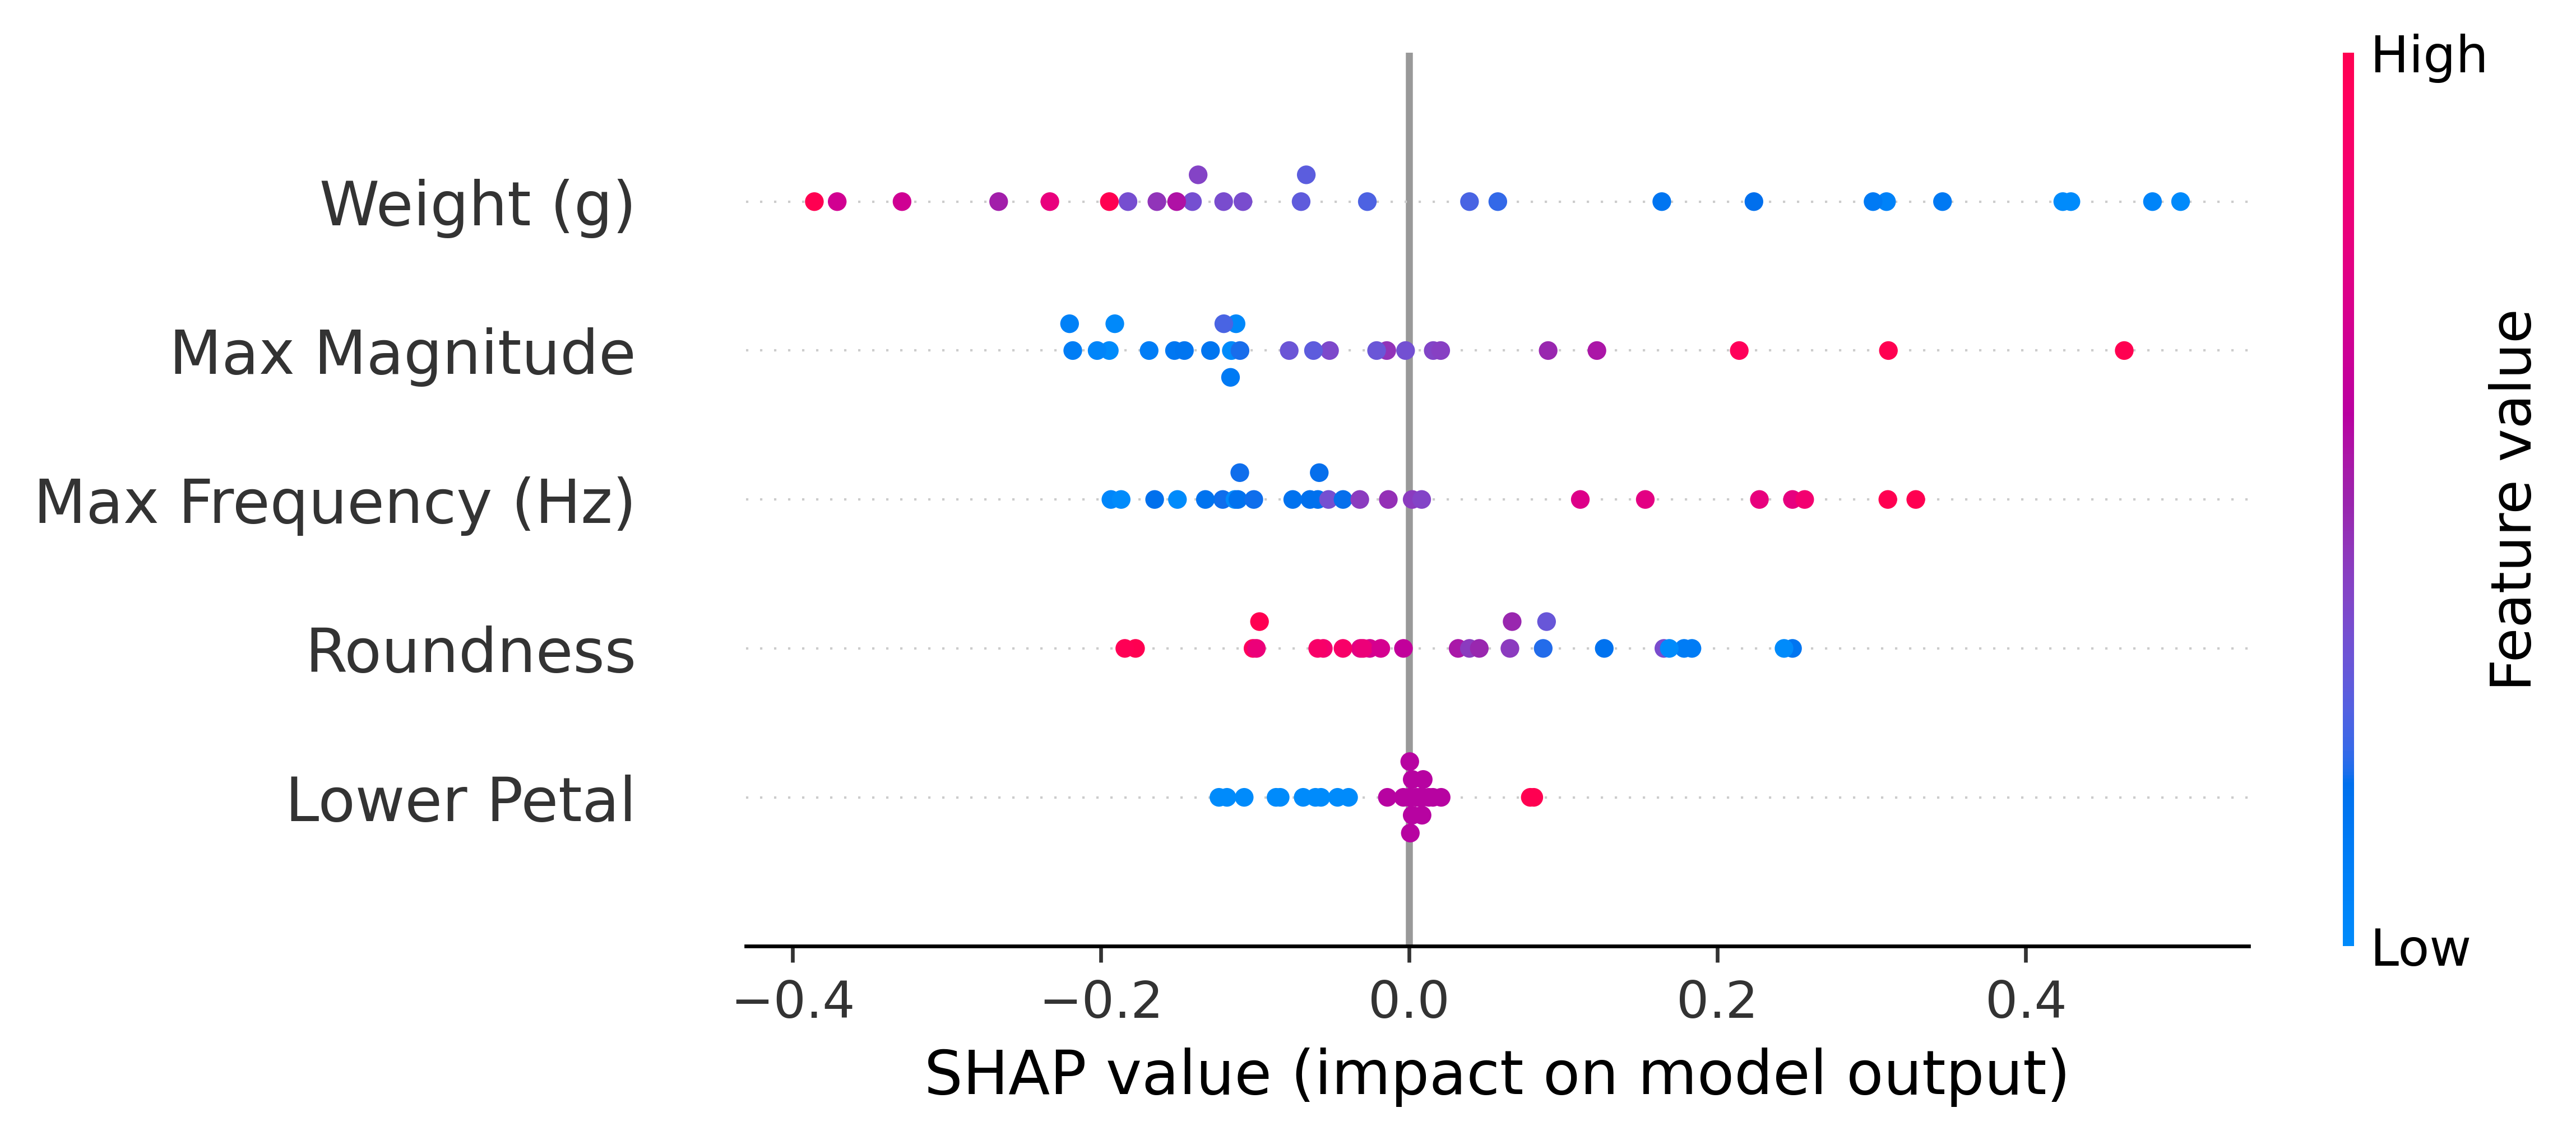 High
Weight (g)
Max Magnitude
Max Frequency (Hz)
Roundness
Lower Petal
Feature value
Low
−0.4
−0.2
0.0
0.2
0.4
SHAP value (impact on model output)